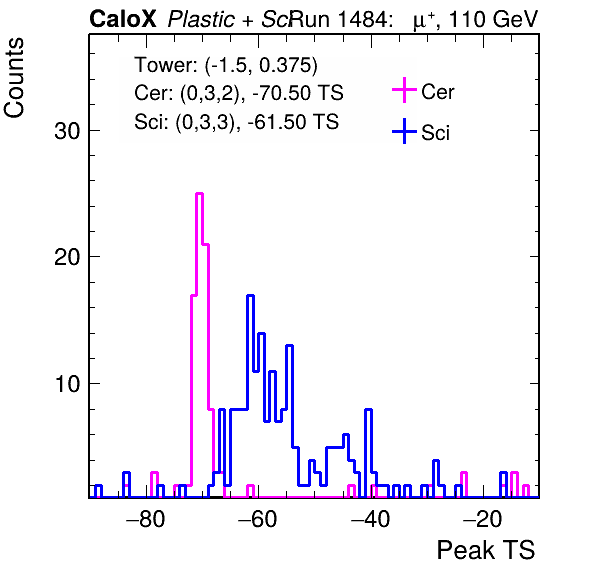 CaloX Plastic + SciRun 1484: μ+, 110 GeV
Tower: (-1.5, 0.375)
Cer: (0,3,2), -70.50 TS
Sci: (0,3,3), -61.50 TS
Cer
Sci
Counts
30
20
10
−80 −60 −40 −20
Peak TS